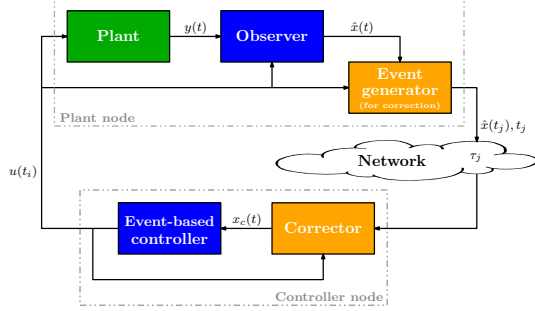 Plant
y(t)
Observer
x̂(t)
Event
generator
(for correction)
Plant node
x̂(t_j), t_j
Network
τ_j
u(t_i)
Event-based
controller
x_c(t)
Corrector
Controller node